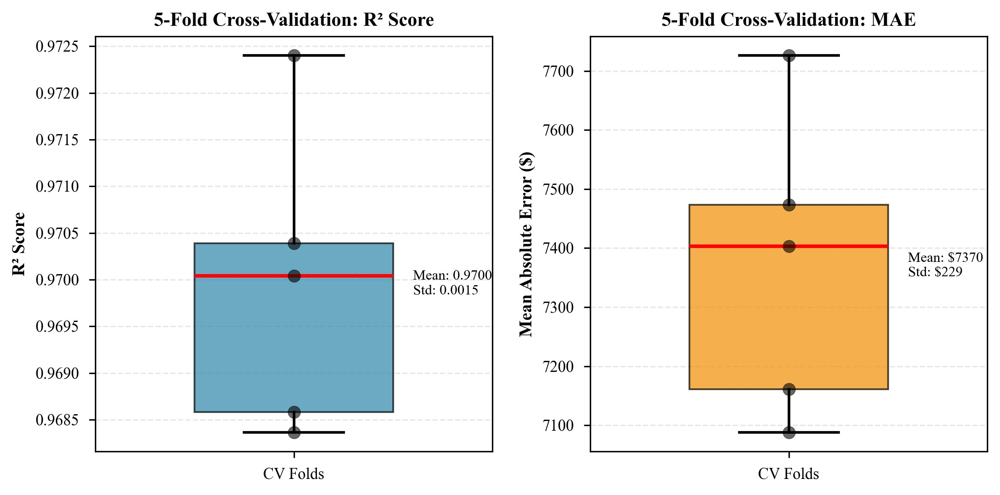 5-Fold Cross-Validation: R² Score
R² Score
0.9725
0.9720
0.9715
0.9710
0.9705
0.9700
0.9695
0.9690
0.9685
Mean: 0.9700
Std: 0.0015
CV Folds
5-Fold Cross-Validation: MAE
Mean Absolute Error ($)
7700
7600
7500
7400
7300
7200
7100
Mean: $7370
Std: $229
CV Folds